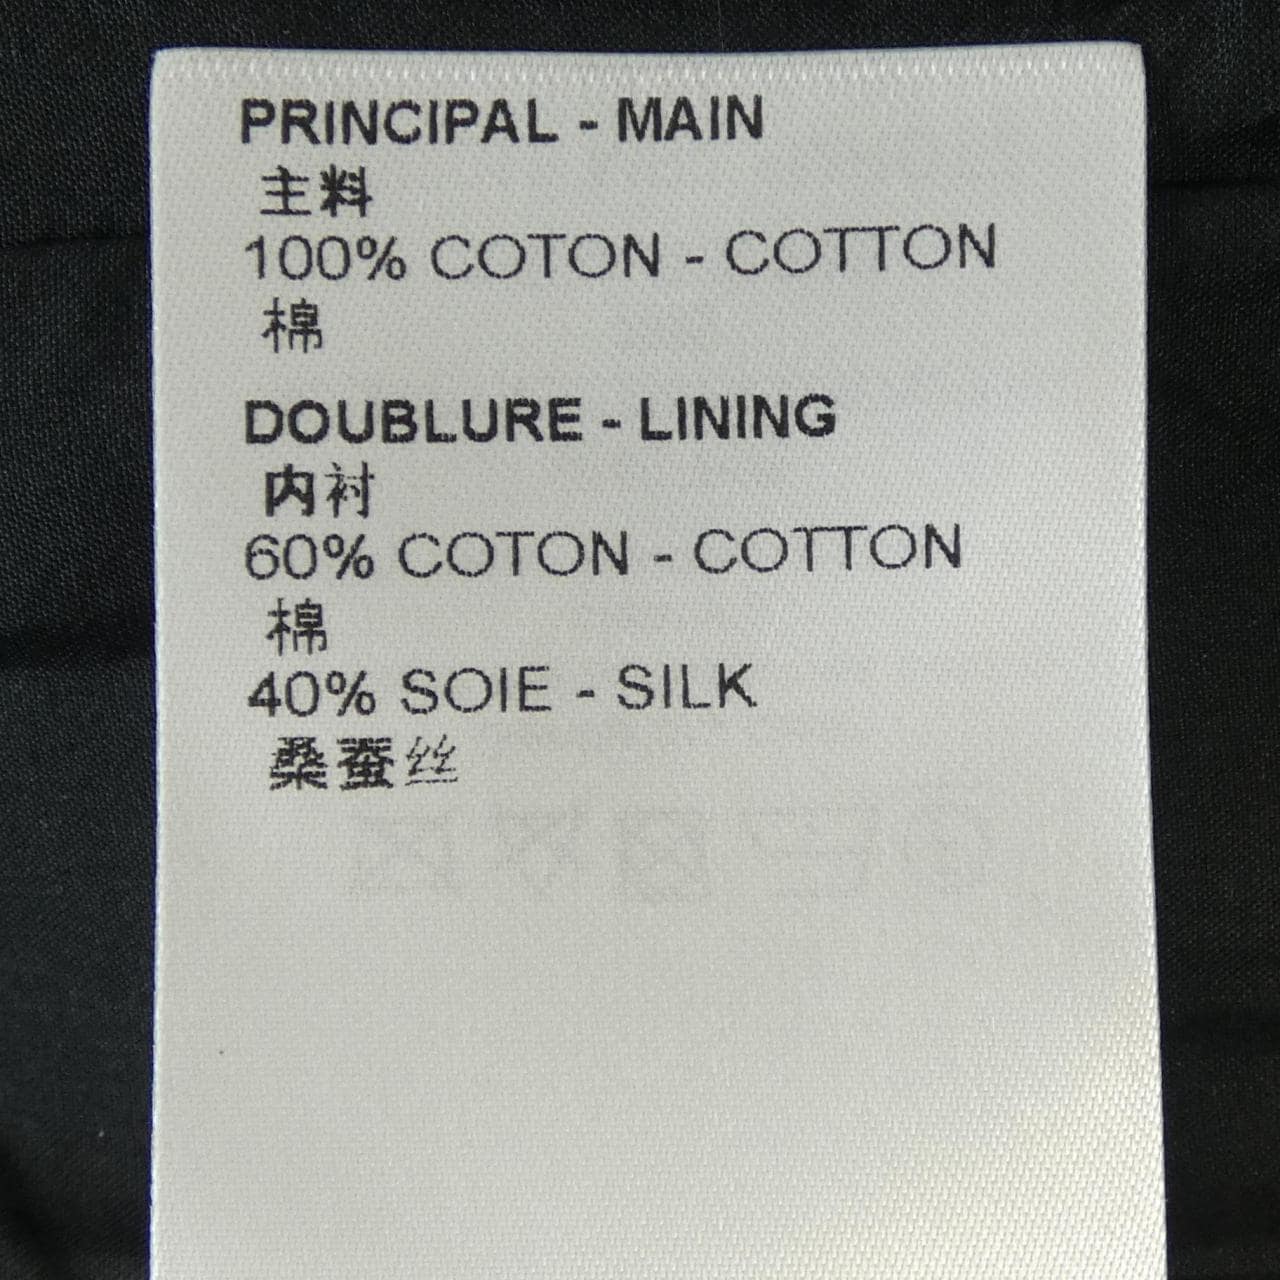 PRINCIPAL - MAIN
主料
100% COTON - COTTON
棉
DOUBLURE - LINING
内衬
60% COTON - COTTON
棉
40% SOIE - SILK
桑蚕丝